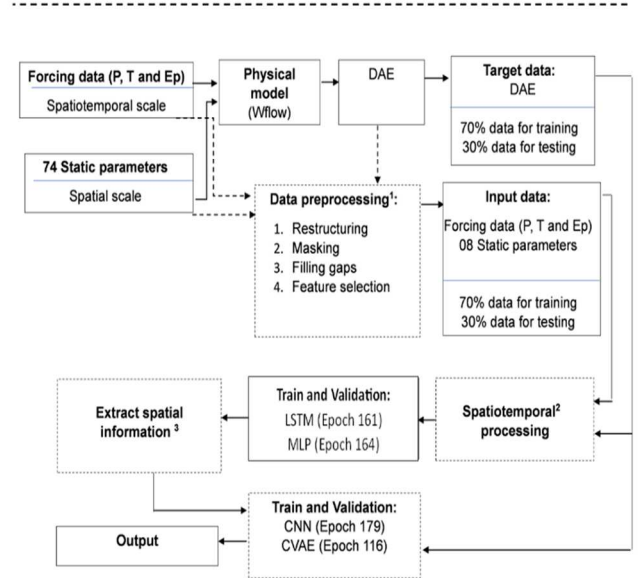 Forcing data (P, T and Ep)
Spatiotemporal scale
74 Static parameters
Spatial scale
Physical
model
(Wflow)
DAE
Target data:
DAE
70% data for training
30% data for testing
Data preprocessing¹:
1. Restructuring
2. Masking
3. Filling gaps
4. Feature selection
Input data:
Forcing data (P, T and Ep)
08 Static parameters
70% data for training
30% data for testing
Spatiotemporal²
processing
Train and Validation:
LSTM (Epoch 161)
MLP (Epoch 164)
Extract spatial
information ³
Train and Validation:
CNN (Epoch 179)
CVAE (Epoch 116)
Output